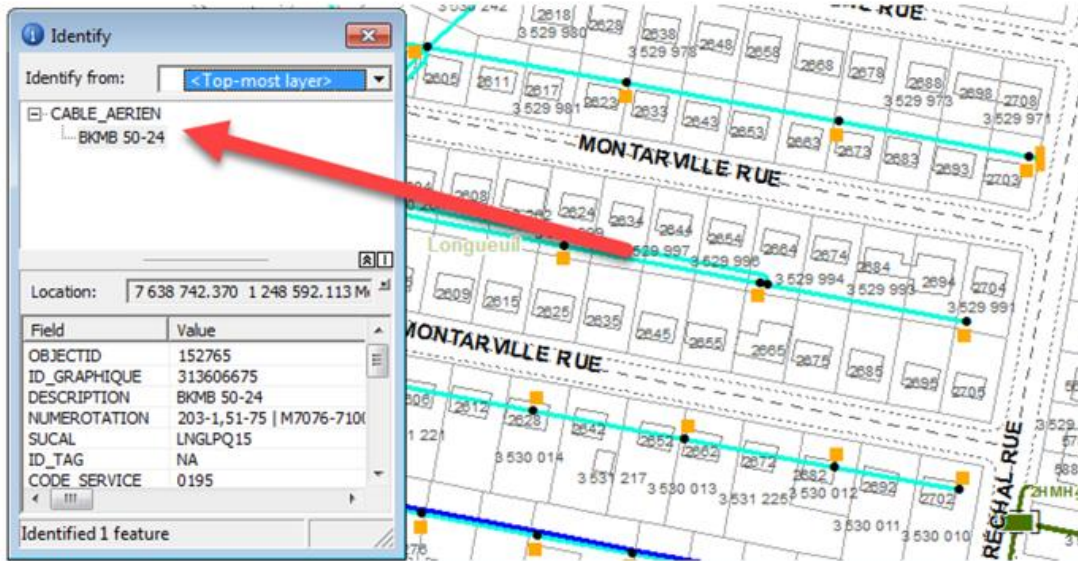 Identify
Identify from: <Top-most layer>
CABLE_AERIEN
BKMB 50-24
Location: 7 638 742.370 1 248 592.113 M
Field Value
OBJECTID 152765
ID_GRAPHIQUE 313606675
DESCRIPTION BKMB 50-24
NUMEROTATION 203-1,51-75 | M7076-710
SUCAL LNGLPQ15
ID_TAG NA
CODE_SERVICE 0195
Identified 1 feature
RUE
2618 2628 2638 2648 2658 2668 2678 2688 2698 2708
3 529 980 3 529 978 3 529 973 3 529 971
2605 2611 2617 2623 2633 2643 2653 2663 2673 2683 2693 2703
3 529 981
MONTARVILLE RUE
2608 2624 2634 2644 2654 2664 2674 2684 2694 2704
Longueuil
529 997 3 529 996 3 529 994 3 529 993 3 529 991
2609 2615 2625 2635 2645 2655 2665 2675 2685 2695 2705
MONTARVILLE RUE
2612 2628 2642 2652 2662 2672 2682 2692 2702
3 530 014 3 531 217 3 530 013 3 531 225 3 530 012 3 530 011 3 530 010
RÉCHAL RUE
2HMH